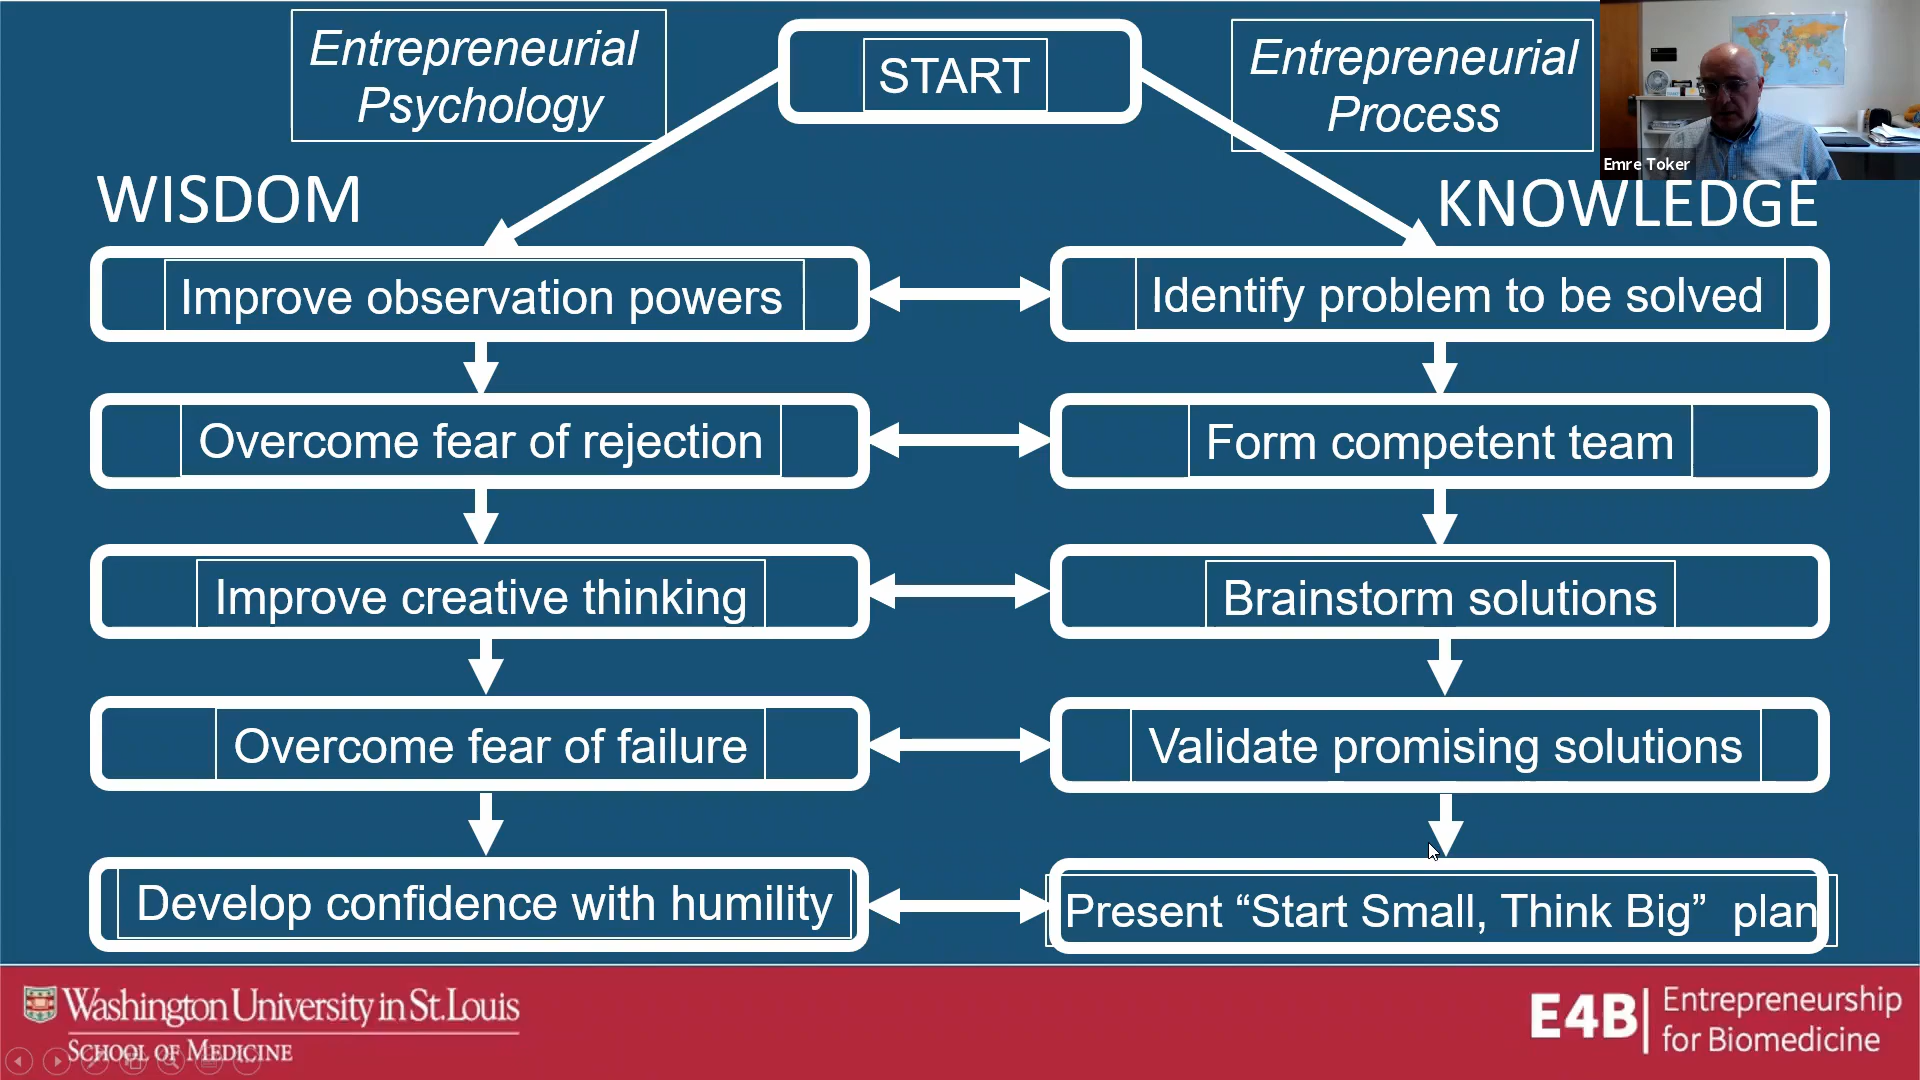 Entrepreneurial
Psychology
START
Entrepreneurial
Process
Emre Toker
WISDOM
KNOWLEDGE
Improve observation powers
Identify problem to be solved
Overcome fear of rejection
Form competent team
Improve creative thinking
Brainstorm solutions
Overcome fear of failure
Validate promising solutions
Develop confidence with humility
Present “Start Small, Think Big”  plan
Washington University in St. Louis
SCHOOL OF MEDICINE
E4B
Entrepreneurship
for Biomedicine